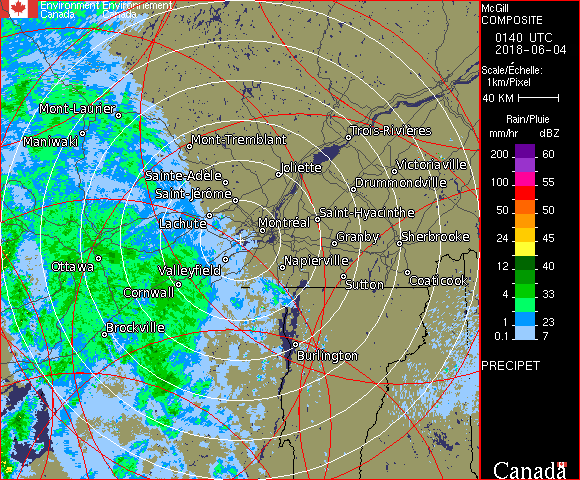 Environment Environnement
Canada Canada
McGill
COMPOSITE
0140 UTC
2018-06-04
Scale/Échelle:
1km/Pixel
40 KM
Rain/Pluie
mm/hr dBZ
200 60
100 55
50 50
24 45
12 40
4 33
1 23
0.1 7
PRECIPET
Canada
Mont-Laurier
Maniwaki
Mont-Tremblant
Trois-Rivières
Joliette
Victoriaville
Sainte-Adèle
Drummondville
Saint-Jérôme
Lachute
Saint-Hyacinthe
Montréal
Granby
Sherbrooke
Ottawa
Valleyfield
Napierville
Cornwall
Sutton
Coaticook
Brockville
Burlington